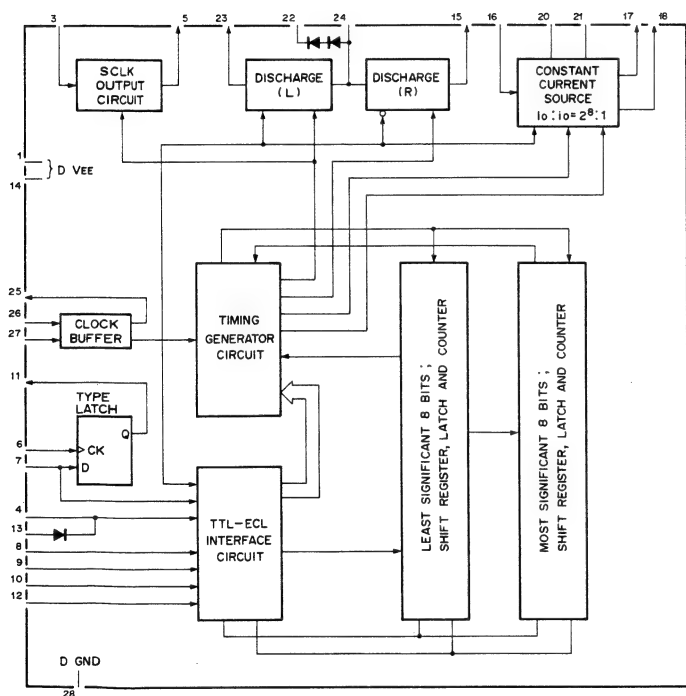 3 5 23 22 24 15 16 20 21 17 18
SCLK
OUTPUT
CIRCUIT
DISCHARGE
(L)
DISCHARGE
(R)
CONSTANT
CURRENT
SOURCE
Io : io = 2⁸ : 1
1
D VEE
14
25
26
27
CLOCK
BUFFER
TIMING
GENERATOR
CIRCUIT
11
TYPE
LATCH
Q
6
CK
7
D
4
13
8
9
10
12
TTL-ECL
INTERFACE
CIRCUIT
LEAST SIGNIFICANT 8 BITS ;
SHIFT REGISTER, LATCH AND COUNTER
MOST SIGNIFICANT 8 BITS ;
SHIFT REGISTER, LATCH AND COUNTER
D GND
28